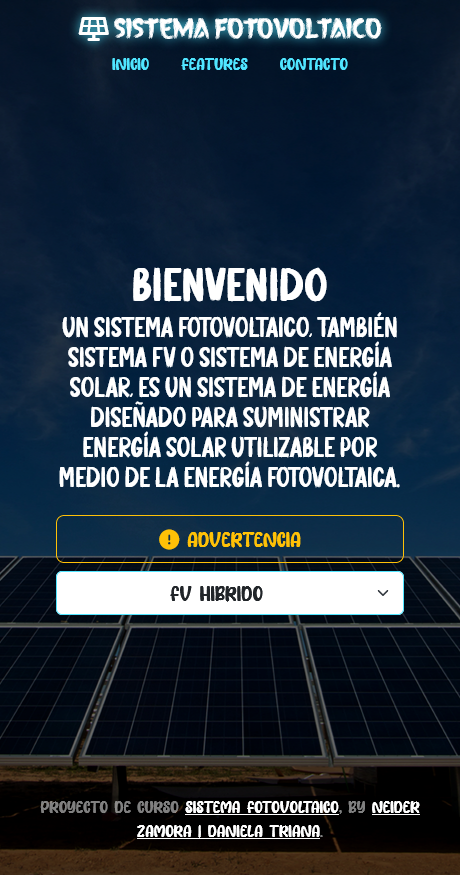 SISTEMA FOTOVOLTAICO
INICIO FEATURES CONTACTO
BIENVENIDO
UN SISTEMA FOTOVOLTAICO, TAMBIÉN
SISTEMA FV O SISTEMA DE ENERGÍA
SOLAR, ES UN SISTEMA DE ENERGÍA
DISEÑADO PARA SUMINISTRAR
ENERGÍA SOLAR UTILIZABLE POR
MEDIO DE LA ENERGÍA FOTOVOLTAICA.
ADVERTENCIA
FV HIBRIDO
PROYECTO DE CURSO SISTEMA FOTOVOLTAICO, BY NEIDER
ZAMORA | DANIELA TRIANA.